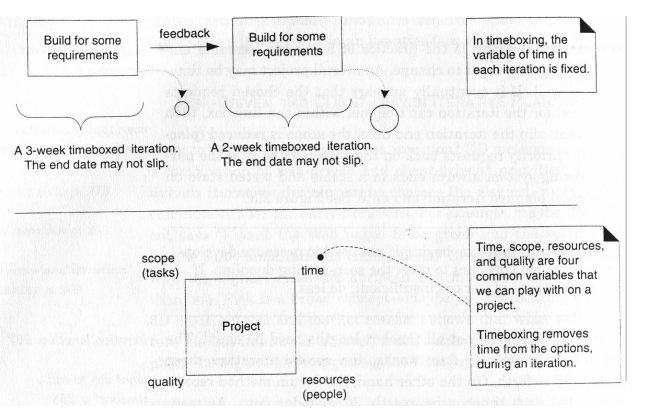 Build for some
requirements
feedback
Build for some
requirements
In timeboxing, the
variable of time in
each iteration is fixed.
A 3-week timeboxed iteration.
The end date may not slip.
A 2-week timeboxed iteration.
The end date may not slip.
scope
(tasks)
time
Project
quality
resources
(people)
Time, scope, resources,
and quality are four
common variables that
we can play with on a
project.
Timeboxing removes
time from the options,
during an iteration.